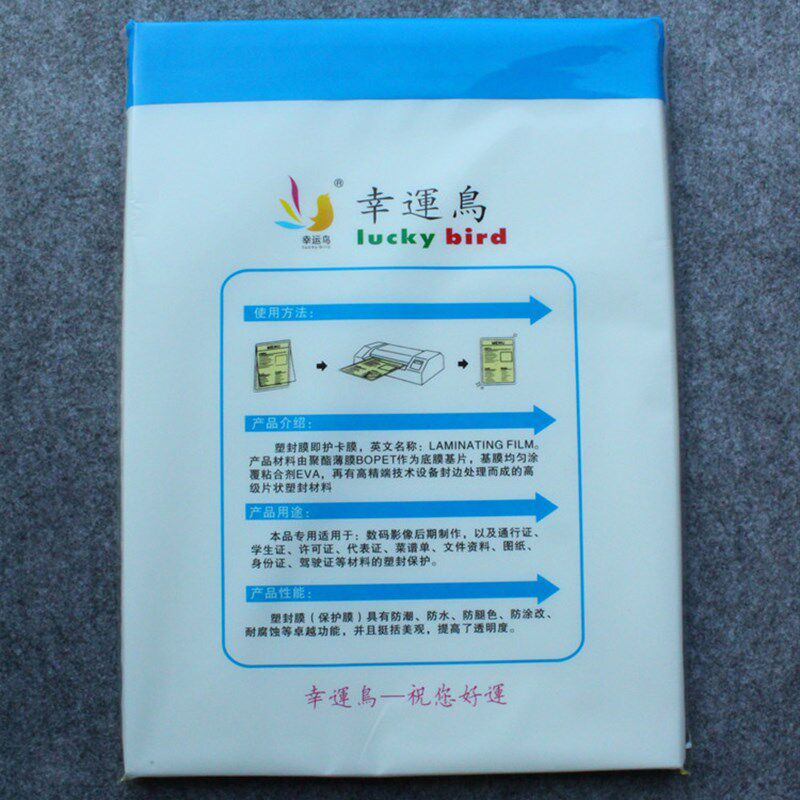 ®
幸運鳥
lucky bird
幸运鸟
lucky bird
使用方法：
MENU
MENU
产品介绍：
塑封膜即护卡膜，英文名称：LAMINATING FILM。
产品材料由聚酯薄膜BOPET作为底膜基片，基膜均匀涂
覆粘合剂EVA，再有高精端技术设备封边处理而成的高
级片状塑封材料
产品用途：
本品专用适用于：数码影像后期制作，以及通行证、
学生证、许可证、代表证、菜谱单、文件资料、图纸、
身份证、驾驶证等材料的塑封保护。
产品性能：
塑封膜（保护膜）具有防潮、防水、防腿色、防涂改、
耐腐蚀等卓越功能，并且挺括美观，提高了透明度。
幸運鳥—祝您好運